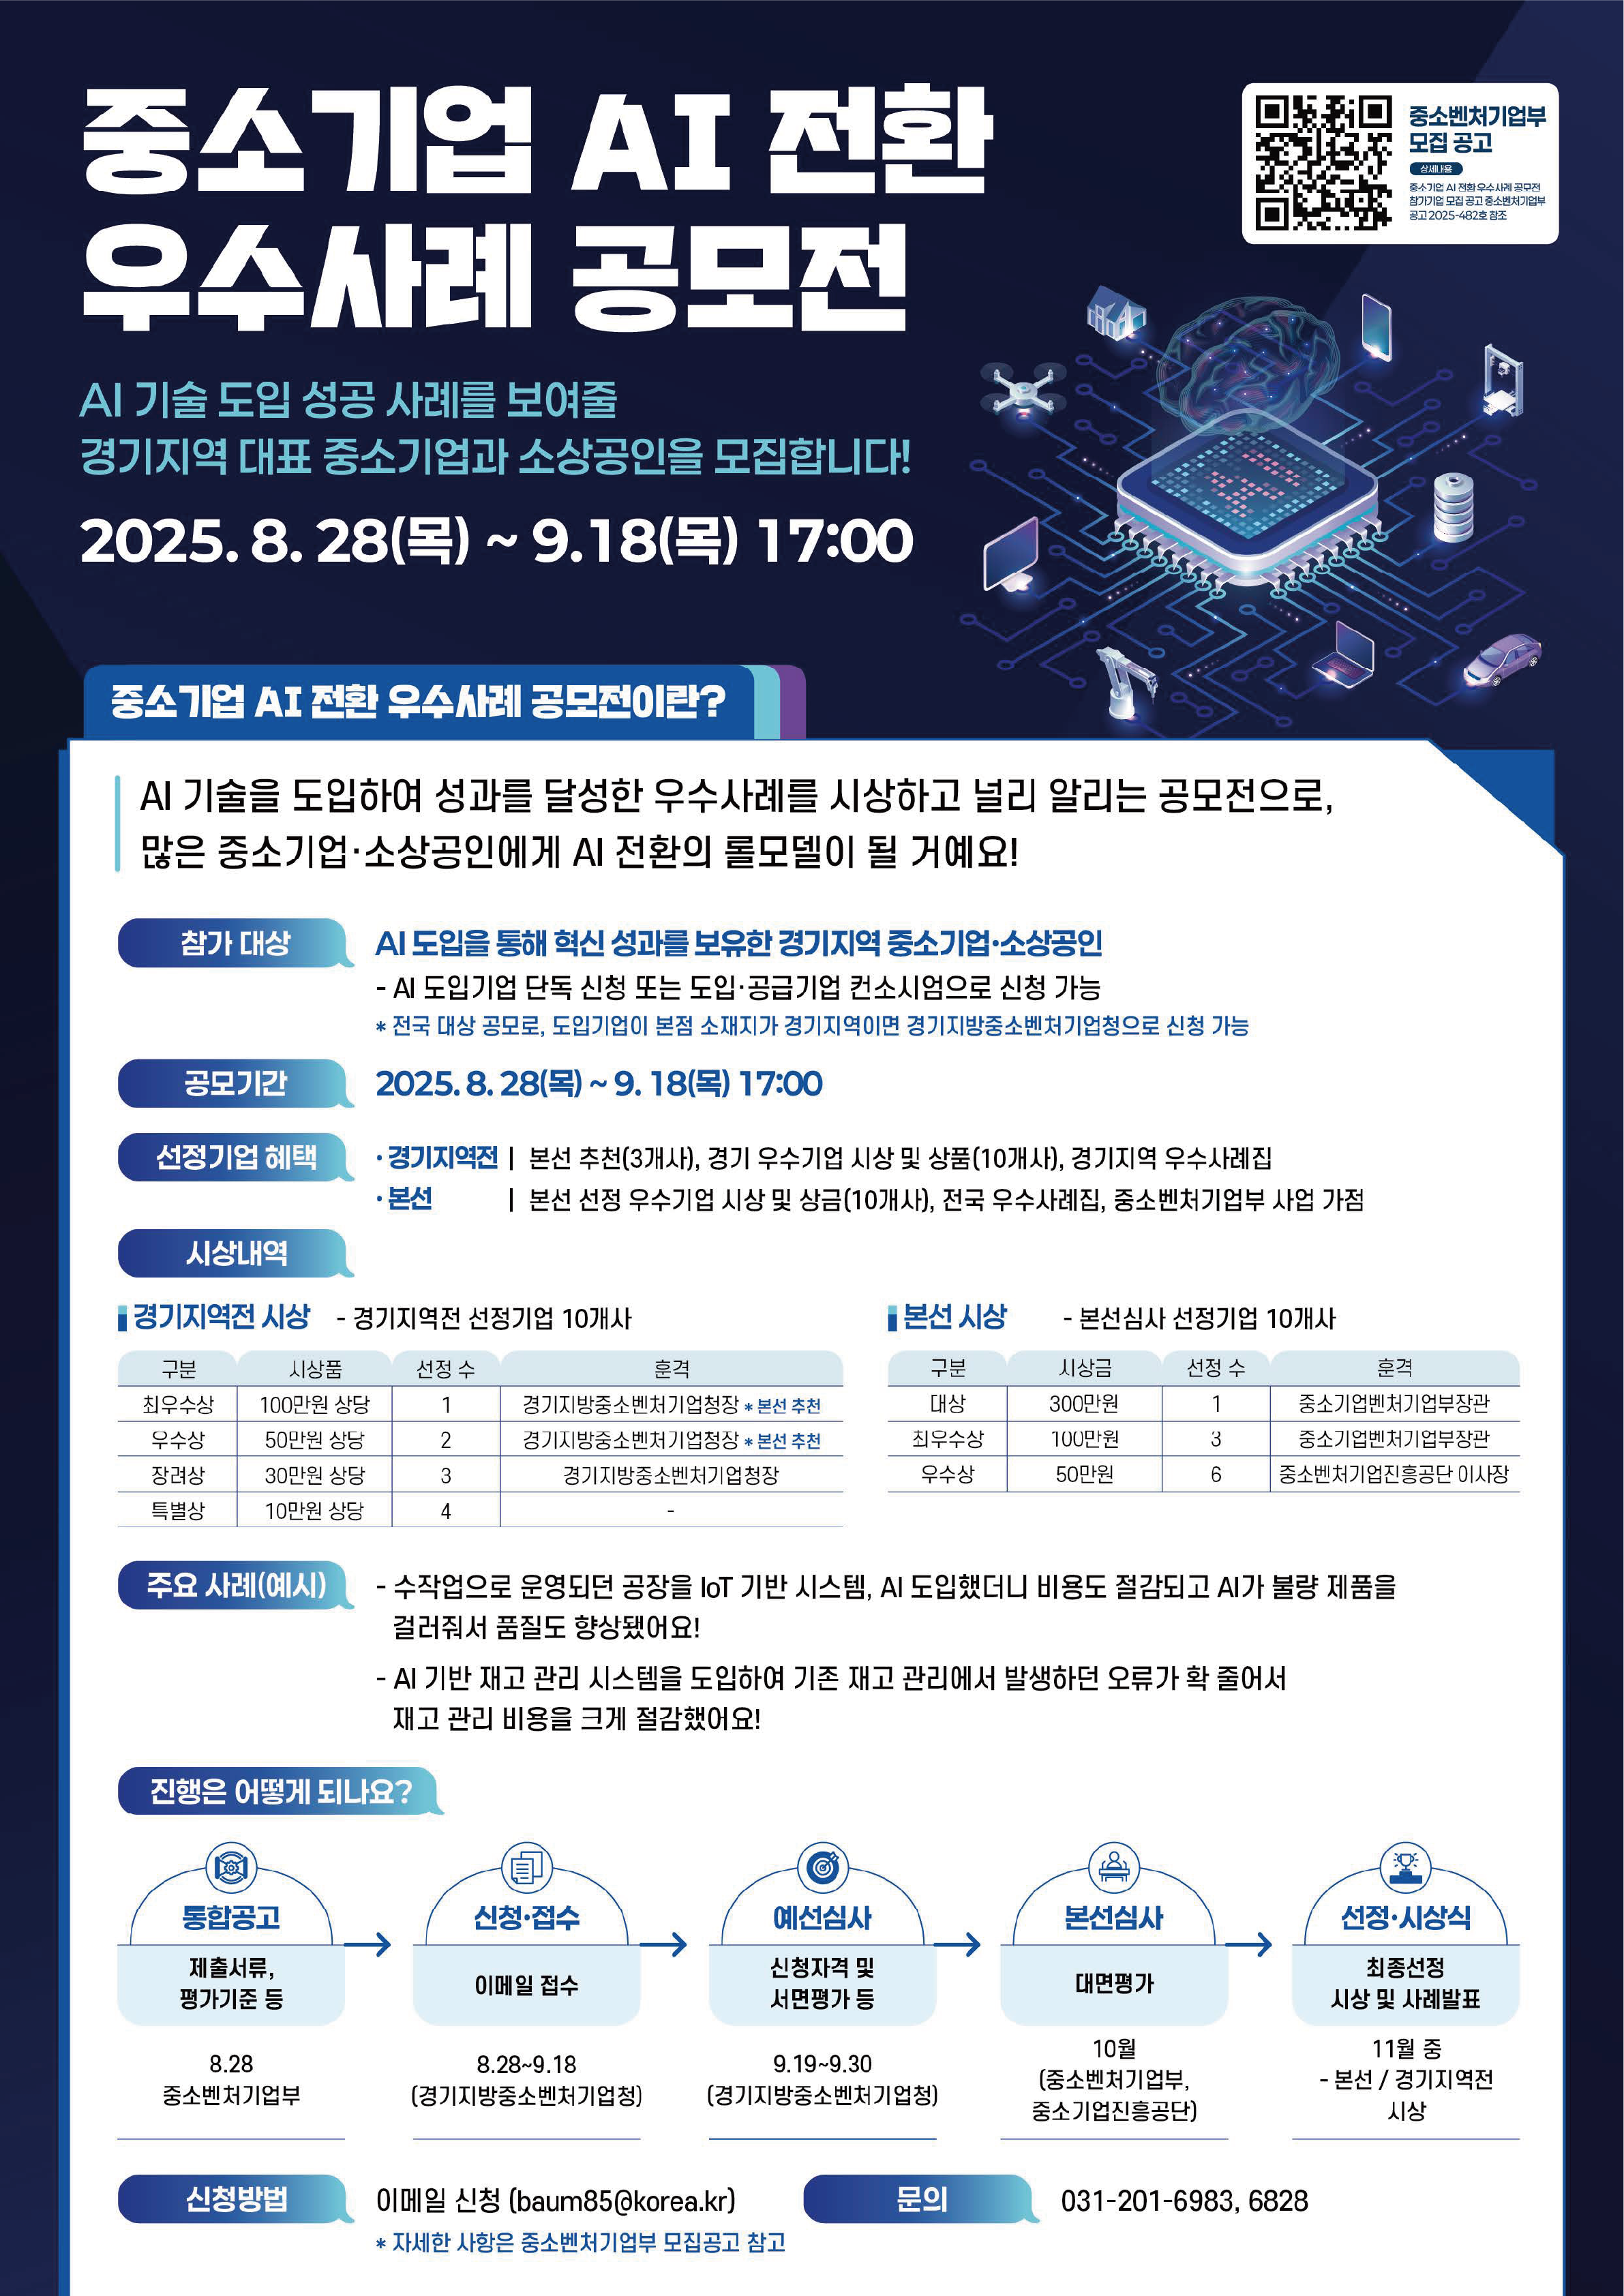 중소기업 AI 전환
우수사례 공모전
중소벤처기업부
모집 공고
상세내용
중소기업 AI 전환 우수사례 공모전
참가기업 모집 공고 중소벤처기업부
공고 2025-482호 참조
AI 기술 도입 성공 사례를 보여줄
경기지역 대표 중소기업과 소상공인을 모집합니다!
2025. 8. 28(목) ~ 9.18(목) 17:00
중소기업 AI 전환 우수사례 공모전이란?
AI 기술을 도입하여 성과를 달성한 우수사례를 시상하고 널리 알리는 공모전으로,
많은 중소기업·소상공인에게 AI 전환의 롤모델이 될 거예요!
참가 대상
AI 도입을 통해 혁신 성과를 보유한 경기지역 중소기업·소상공인
- AI 도입기업 단독 신청 또는 도입·공급기업 컨소시엄으로 신청 가능
* 전국 대상 공모로, 도입기업이 본점 소재지가 경기지역이면 경기지방중소벤처기업청으로 신청 가능
공모기간
2025. 8. 28(목) ~ 9. 18(목) 17:00
선정기업 혜택
· 경기지역전 | 본선 추천(3개사), 경기 우수기업 시상 및 상품(10개사), 경기지역 우수사례집
· 본선 | 본선 선정 우수기업 시상 및 상금(10개사), 전국 우수사례집, 중소벤처기업부 사업 가점
시상내역
경기지역전 시상 - 경기지역전 선정기업 10개사
구분 시상품 선정 수 훈격
최우수상 100만원 상당 1 경기지방중소벤처기업청장 * 본선 추천
우수상 50만원 상당 2 경기지방중소벤처기업청장 * 본선 추천
장려상 30만원 상당 3 경기지방중소벤처기업청장
특별상 10만원 상당 4 -
본선 시상 - 본선심사 선정기업 10개사
구분 시상금 선정 수 훈격
대상 300만원 1 중소기업벤처기업부장관
최우수상 100만원 3 중소기업벤처기업부장관
우수상 50만원 6 중소벤처기업진흥공단 이사장
주요 사례(예시)
- 수작업으로 운영되던 공장을 IoT 기반 시스템, AI 도입했더니 비용도 절감되고 AI가 불량 제품을
걸러줘서 품질도 향상됐어요!
- AI 기반 재고 관리 시스템을 도입하여 기존 재고 관리에서 발생하던 오류가 확 줄어서
재고 관리 비용을 크게 절감했어요!
진행은 어떻게 되나요?
통합공고
제출서류,
평가기준 등
8.28
중소벤처기업부
신청·접수
이메일 접수
8.28~9.18
(경기지방중소벤처기업청)
예선심사
신청자격 및
서면평가 등
9.19~9.30
(경기지방중소벤처기업청)
본선심사
대면평가
10월
(중소벤처기업부,
중소기업진흥공단)
선정·시상식
최종선정
시상 및 사례발표
11월 중
- 본선 / 경기지역전
시상
신청방법
이메일 신청 (baum85@korea.kr)
* 자세한 사항은 중소벤처기업부 모집공고 참고
문의
031-201-6983, 6828